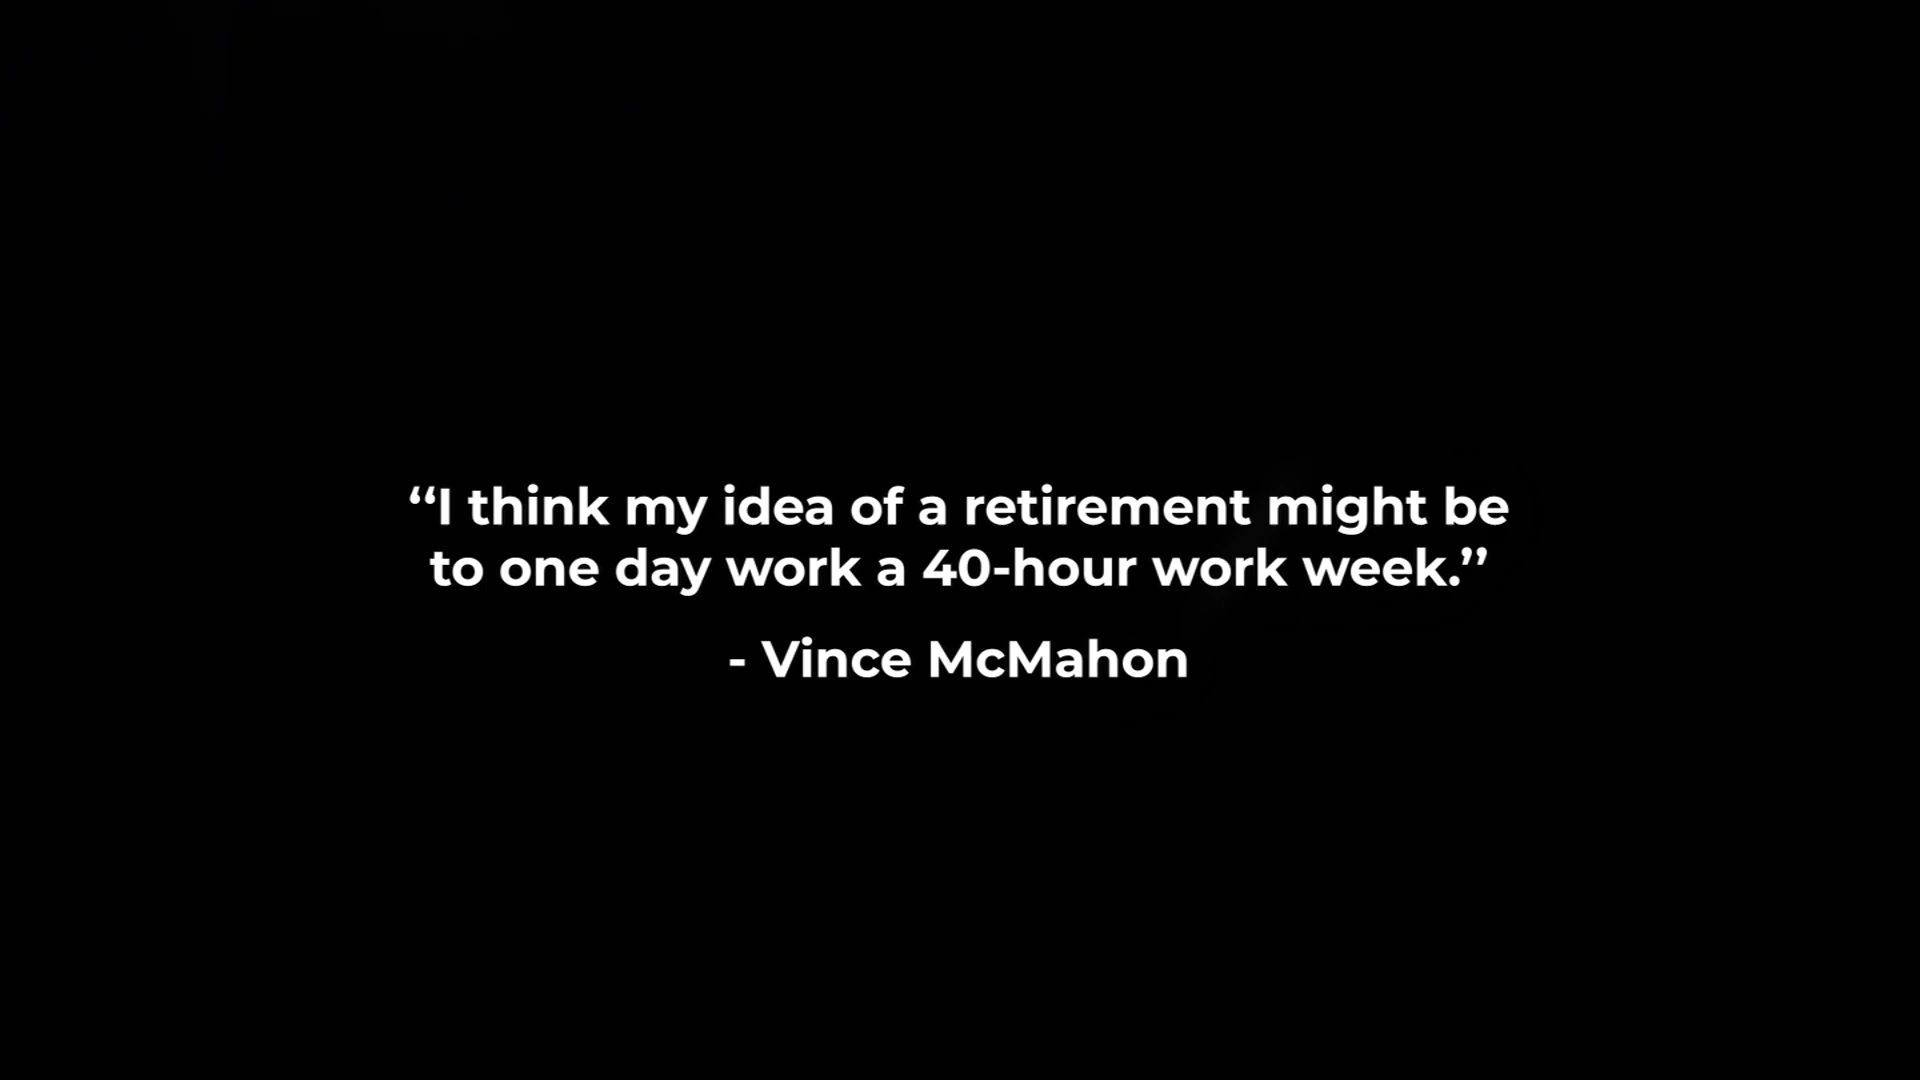 “I think my idea of a retirement might be
to one day work a 40-hour work week.”
- Vince McMahon